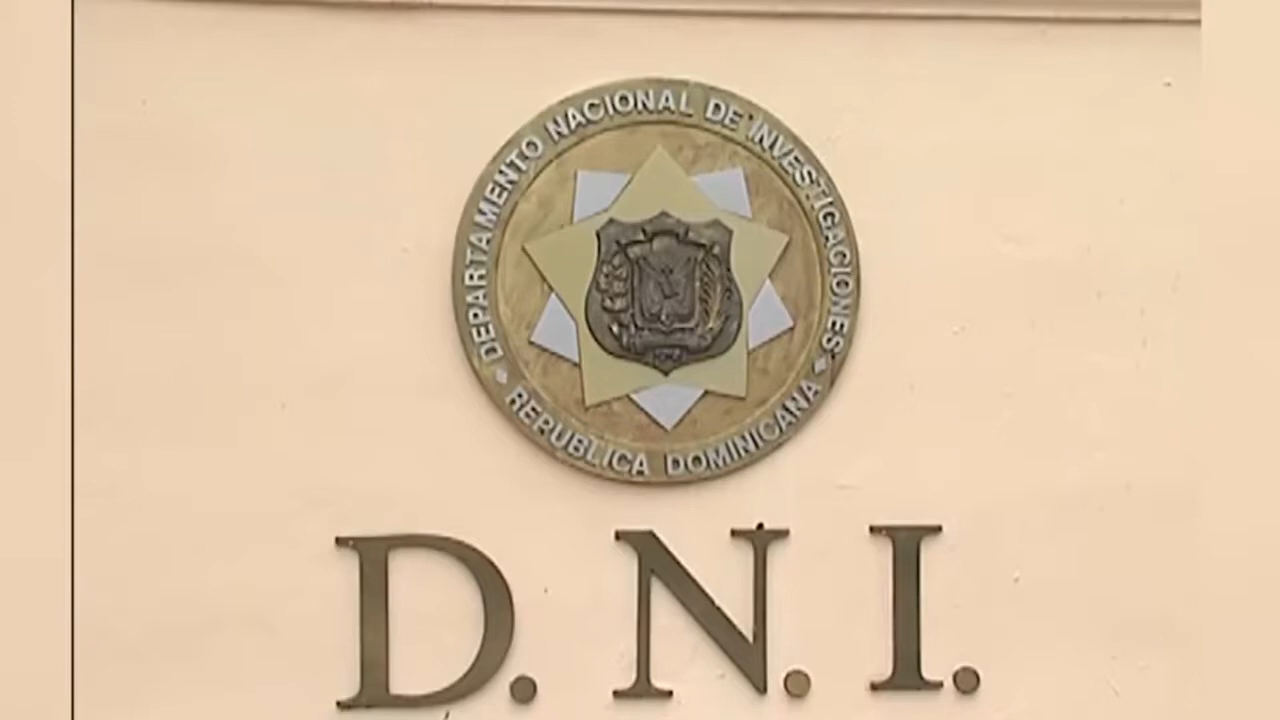 DEPARTAMENTO NACIONAL DE INVESTIGACIONES
REPUBLICA DOMINICANA
D.N.I.